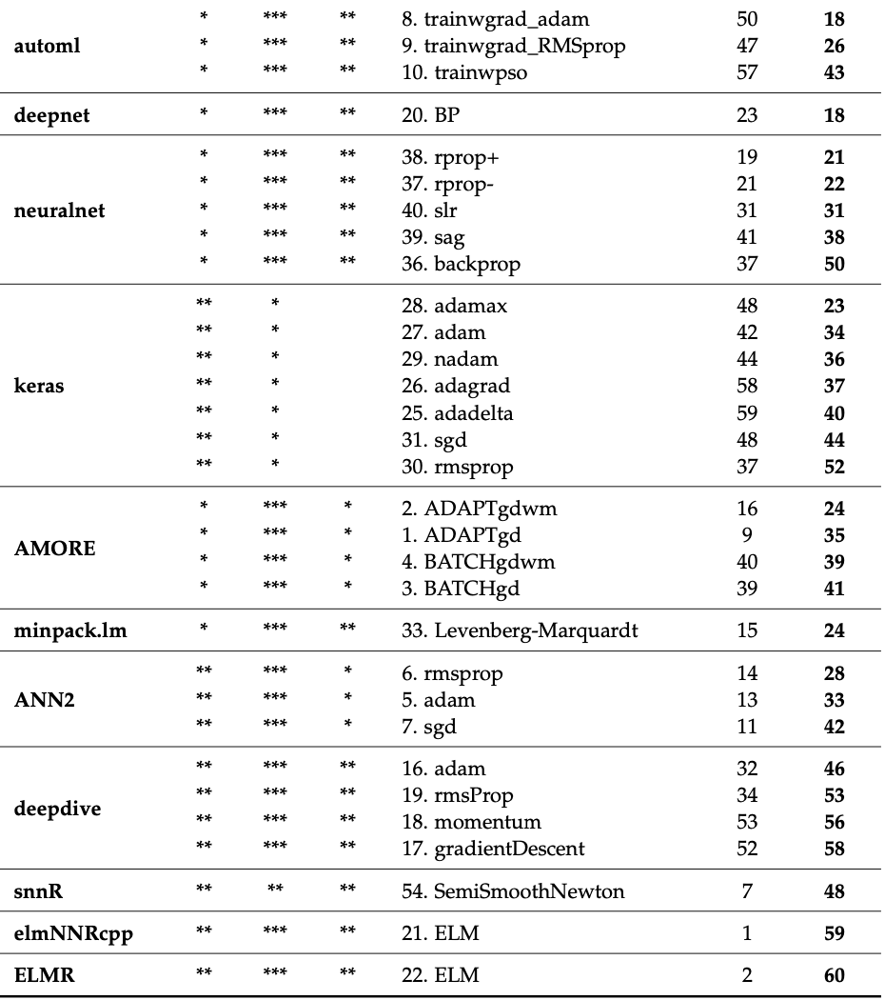 * *** ** 8. trainwgrad_adam 50 18
automl * *** ** 9. trainwgrad_RMSprop 47 26
* *** ** 10. trainwpso 57 43
deepnet * *** ** 20. BP 23 18
* *** ** 38. rprop+ 19 21
* *** ** 37. rprop- 21 22
neuralnet * *** ** 40. slr 31 31
* *** ** 39. sag 41 38
* *** ** 36. backprop 37 50
** * 28. adamax 48 23
** * 27. adam 42 34
** * 29. nadam 44 36
keras ** * 26. adagrad 58 37
** * 25. adadelta 59 40
** * 31. sgd 48 44
** * 30. rmsprop 37 52
* *** * 2. ADAPTgdwm 16 24
AMORE * *** * 1. ADAPTgd 9 35
* *** * 4. BATCHgdwm 40 39
* *** * 3. BATCHgd 39 41
minpack.lm * *** ** 33. Levenberg-Marquardt 15 24
** *** * 6. rmsprop 14 28
ANN2 ** *** * 5. adam 13 33
** *** * 7. sgd 11 42
** *** ** 16. adam 32 46
deepdive ** *** ** 19. rmsProp 34 53
** *** ** 18. momentum 53 56
** *** ** 17. gradientDescent 52 58
snnR ** ** ** 54. SemiSmoothNewton 7 48
elmNNRcpp ** *** ** 21. ELM 1 59
ELMR ** *** ** 22. ELM 2 60